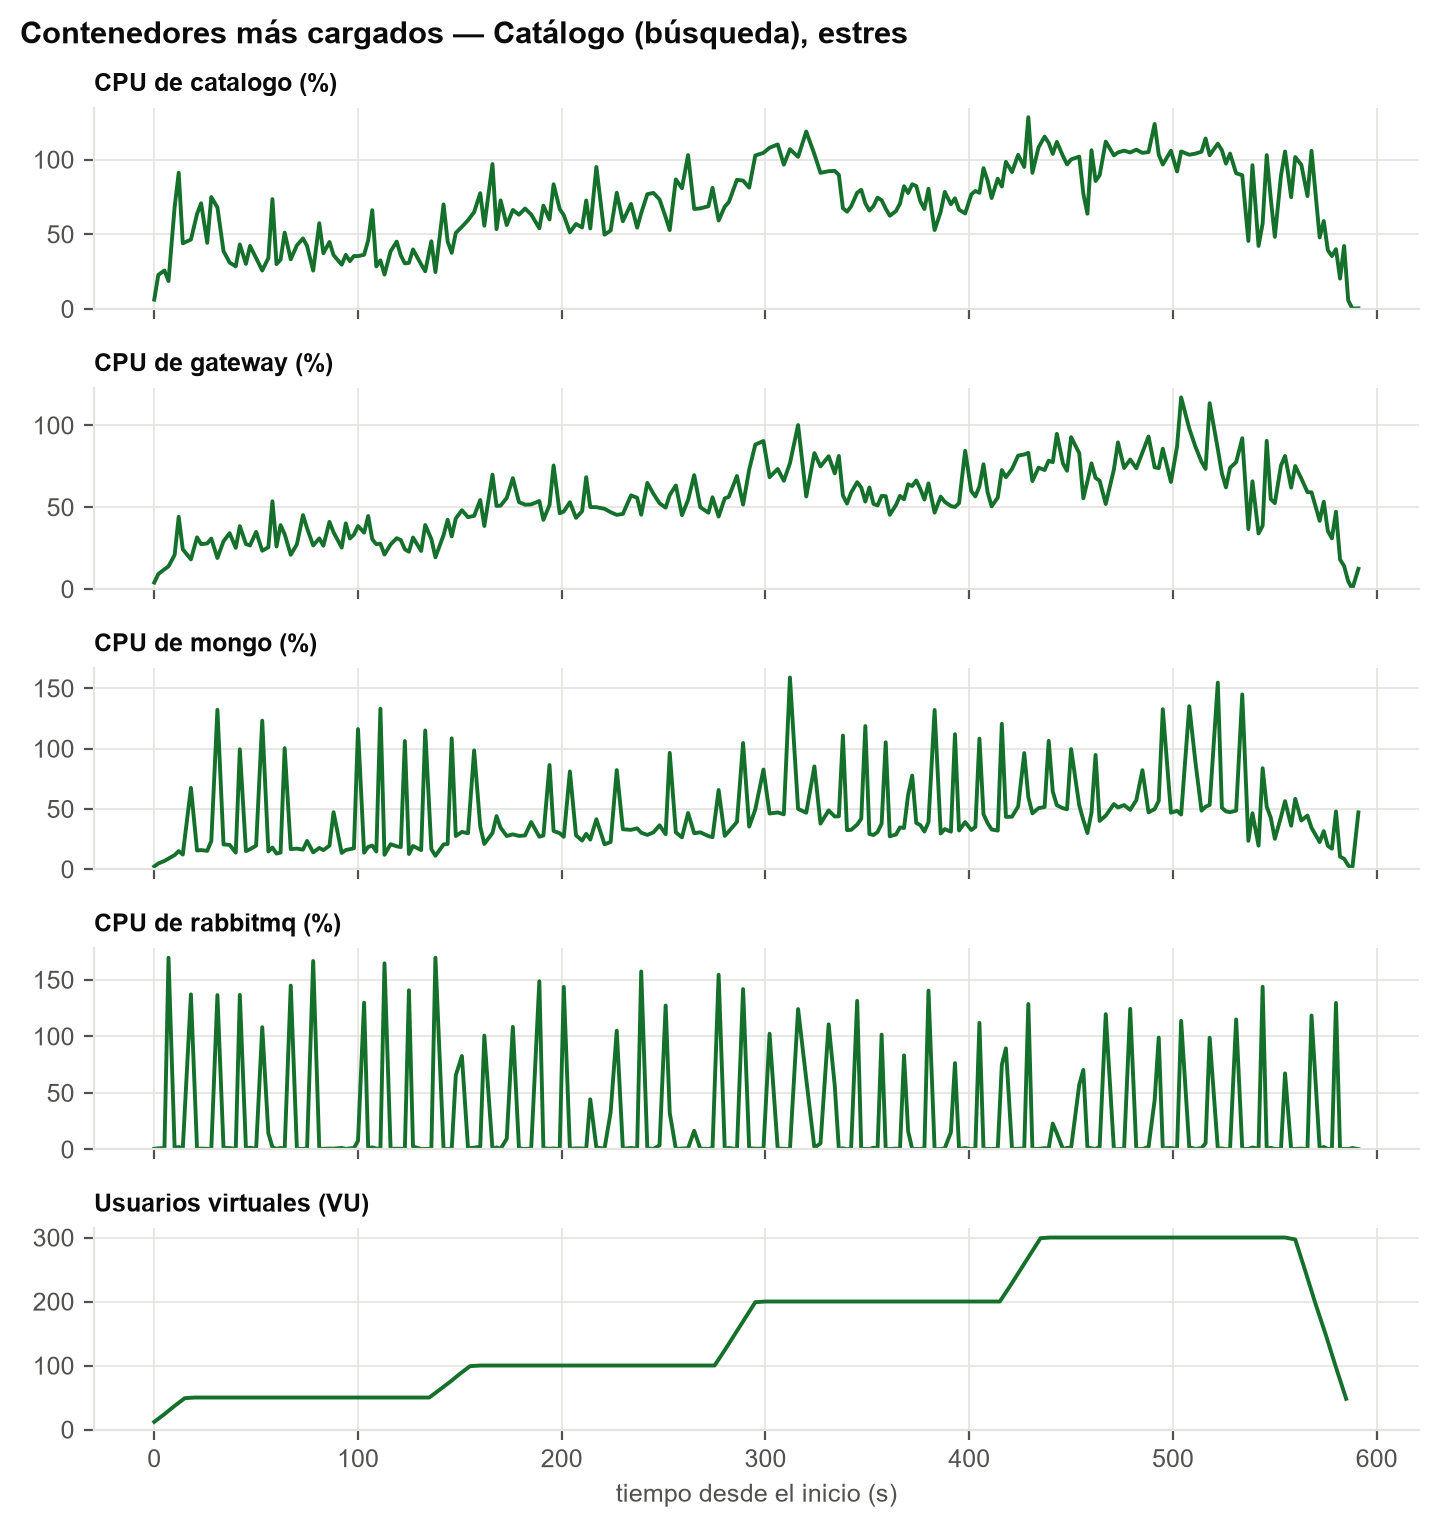 Contenedores más cargados — Catálogo (búsqueda), estres
CPU de catalogo (%)
100
50
0
CPU de gateway (%)
100
50
0
CPU de mongo (%)
150
100
50
0
CPU de rabbitmq (%)
150
100
50
0
Usuarios virtuales (VU)
300
200
100
0
0 100 200 300 400 500 600
tiempo desde el inicio (s)